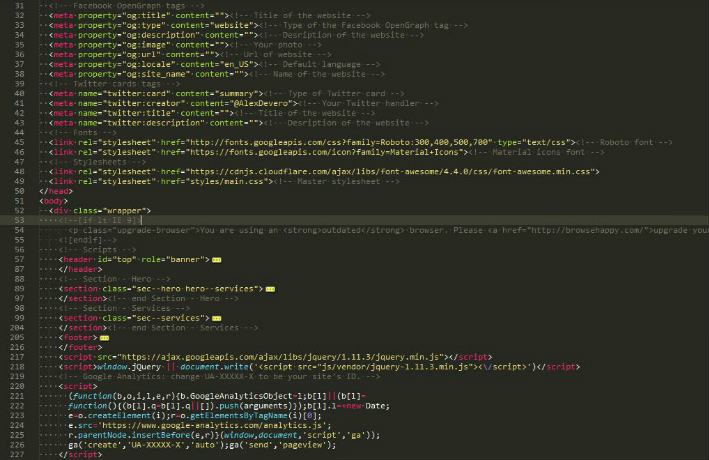 31 <!-- Facebook OpenGraph tags -->
32 <meta property="og:title" content=""><!-- Title of the website -->
33 <meta property="og:type" content="website"><!-- Type of the Facebook OpenGraph -->
34 <meta property="og:description" content=""><!-- Desription of the website -->
35 <meta property="og:image" content=""><!-- Your photo -->
36 <meta property="og:url" content=""><!-- Url of website -->
37 <meta property="og:locale" content="en_US"><!-- Default language -->
38 <meta property="og:site_name" content=""><!-- Name of the website -->
39 <!-- Twitter cards tags -->
40 <meta name="twitter:card" content="summary"><!-- Type of Twitter card -->
41 <meta name="twitter:creator" content="@AlexDevero"><!-- Your Twitter handler -->
42 <meta name="twitter:title" content=""><!-- Title of the website -->
43 <meta name="twitter:description" content=""><!-- Desription of the website -->
44 <!-- Fonts -->
45 <link rel="stylesheet" href="http://fonts.googleapis.com/css?family=Roboto:300,400,500,700" type="text/css"><!-- Roboto font -->
46 <link rel="stylesheet" href="https://fonts.googleapis.com/icon?family=Material+Icons"><!-- Material icons font -->
47 <!-- Stylesheets -->
48 <link rel="stylesheet" href="https://cdnjs.cloudflare.com/ajax/libs/font-awesome/4.4.0/css/font-awesome.min.css">
49 <link rel="stylesheet" href="styles/main.css"><!-- Master stylesheet -->
50 </head>
51 <body>
52 <div class="wrapper">
53 <!--[if lt IE 9]>
54 <p class="upgrade-browser">You are using an <strong>outdated</strong> browser. Please <a href="http://browsehappy.com/">upgrade your
55 <![endif]-->
56 <!-- Scripts -->
57 <header id="top" role="banner">
87 </header>
88 <!-- Section - Hero -->
89 <section class="sec--hero hero--services">
97 </section><!-- end Section - Hero -->
98 <!-- Section - Services -->
99 <section class="sec--services">
204 </section><!-- end Section - Services -->
205 <footer>
216 </footer>
217 <script src="https://ajax.googleapis.com/ajax/libs/jquery/1.11.3/jquery.min.js"></script>
218 <script>window.jQuery || document.write('<script src="js/vendor/jquery-1.11.3.min.js"><\/script>')</script>
219 <!-- Google Analytics: change UA-XXXXX-X to be your site's ID. -->
220 <script>
221 (function(b,o,i,l,e,r){b.GoogleAnalyticsObject=l;b[l]||(b[l]=
222 function(){(b[l].q=b[l].q||[]).push(arguments)});b[l].l=+new Date;
223 e=o.createElement(i);r=o.getElementsByTagName(i)[0];
224 e.src='https://www.google-analytics.com/analytics.js';
225 r.parentNode.insertBefore(e,r)}(window,document,'script','ga'));
226 ga('create','UA-XXXXX-X','auto');ga('send','pageview');
227 </script>